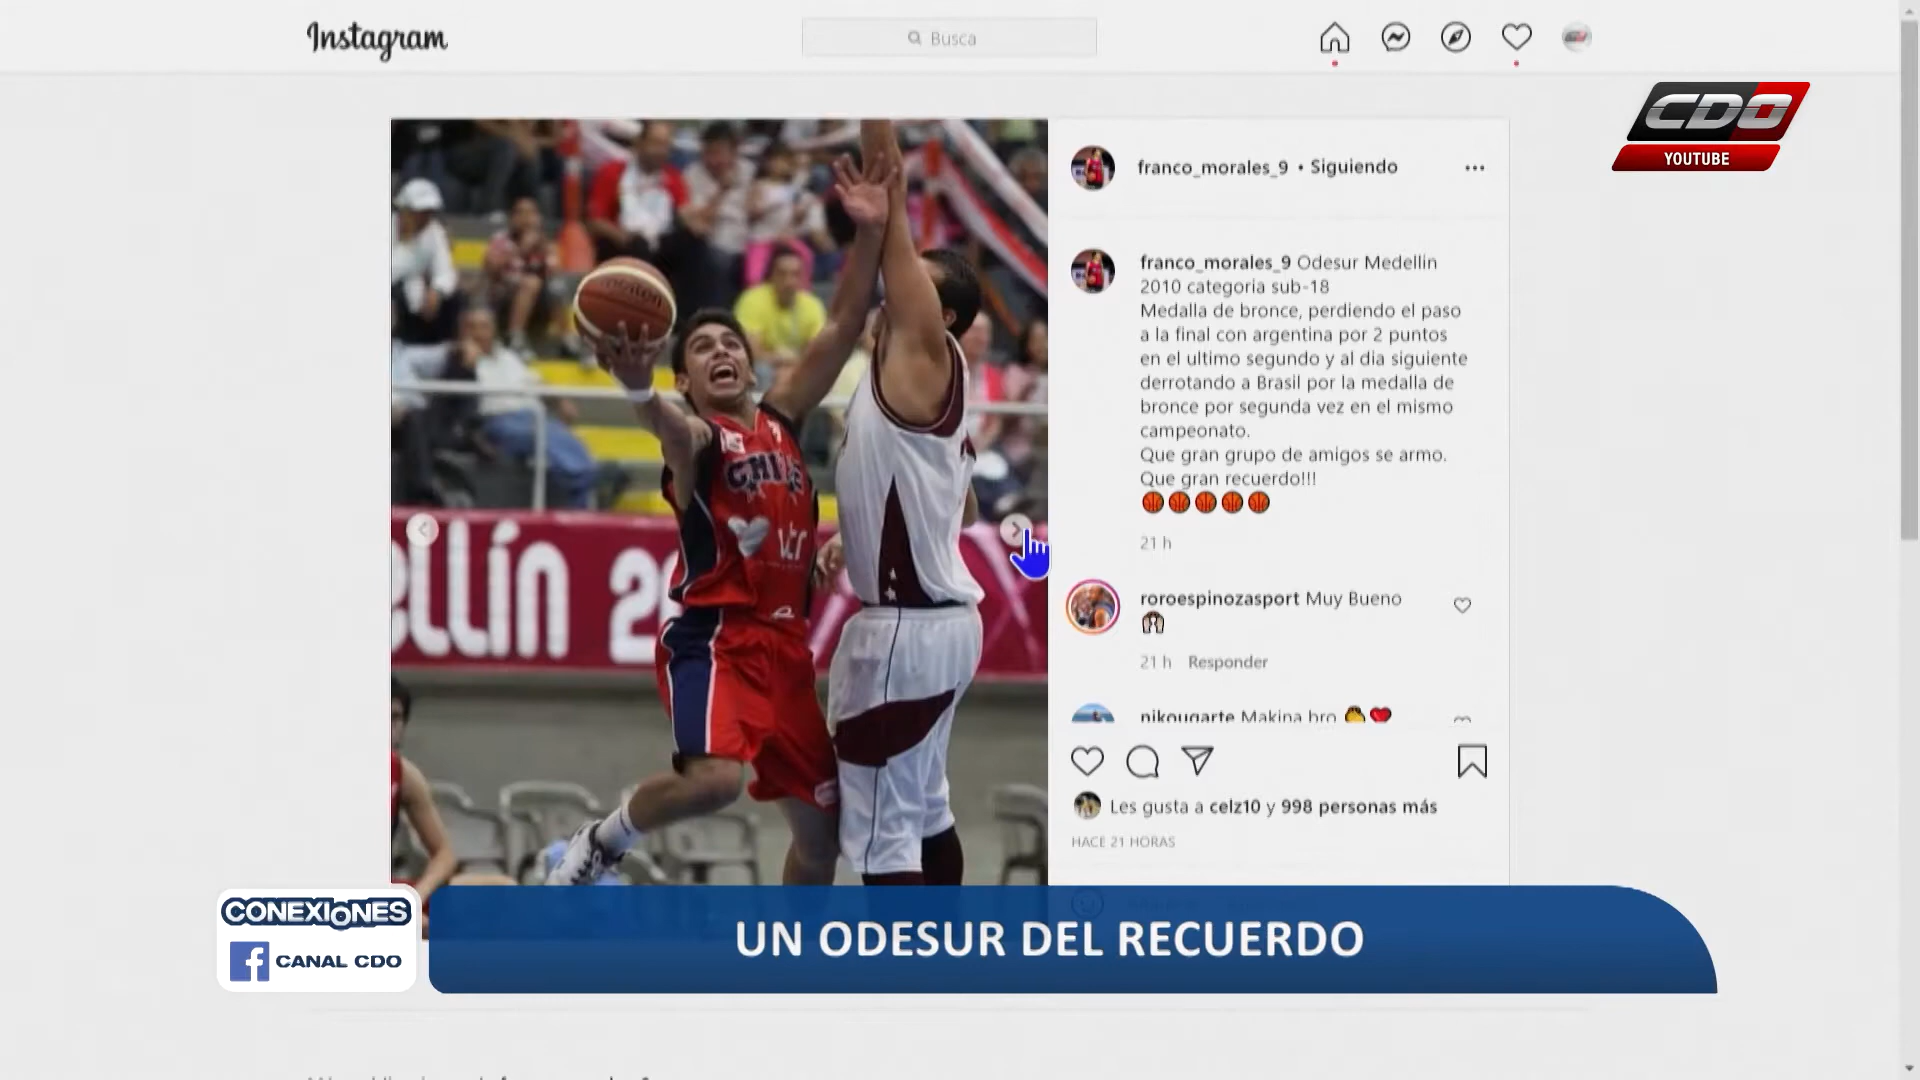 Instagram
Busca
CDO
YOUTUBE
franco_morales_9 • Siguiendo
franco_morales_9 Odesur Medellin
2010 categoria sub-18
Medalla de bronce, perdiendo el paso
a la final con argentina por 2 puntos
en el ultimo segundo y al dia siguiente
derrotando a Brasil por la medalla de
bronce por segunda vez en el mismo
campeonato.
Que gran grupo de amigos se armo.
Que gran recuerdo!!!
21 h
roroespinozasport Muy Bueno
21 h Responder
nikougarte Makina bro
Les gusta a celz10 y 998 personas más
HACE 21 HORAS
molten
CHILE
vtr
ellín 20
CONEXIONES
CANAL CDO
UN ODESUR DEL RECUERDO